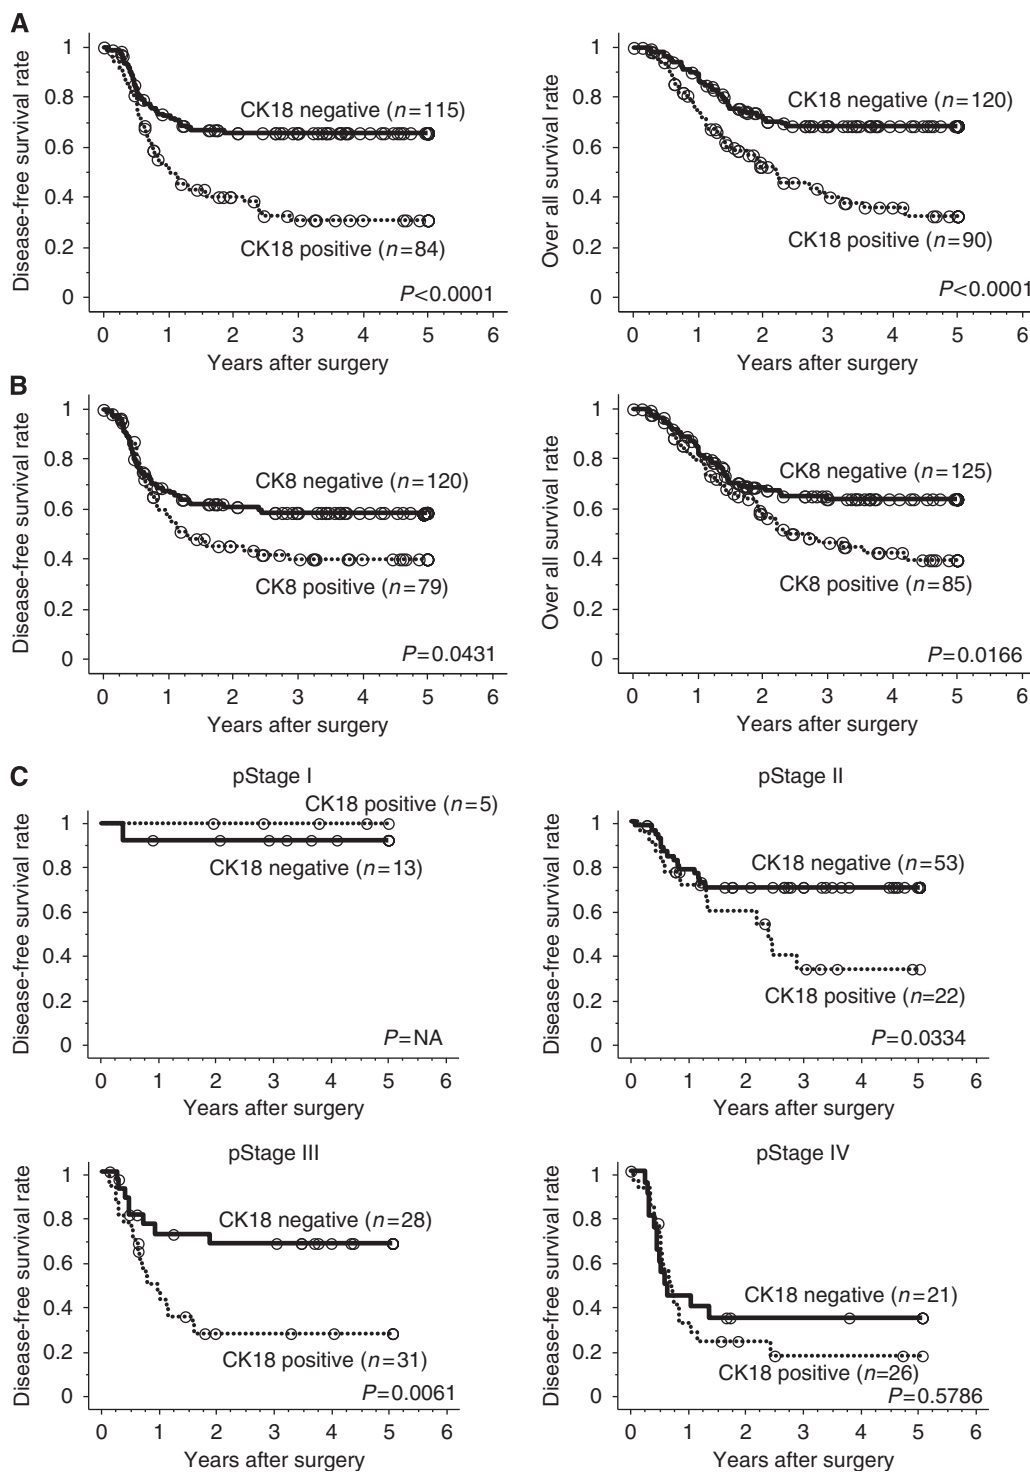 A
Disease-free survival rate
1
0.8
0.6
0.4
0.2
0
CK18 negative (n=115)
CK18 positive (n=84)
P<0.0001
0 1 2 3 4 5 6
Years after surgery
Over all survival rate
1
0.8
0.6
0.4
0.2
0
CK18 negative (n=120)
CK18 positive (n=90)
P<0.0001
0 1 2 3 4 5 6
Years after surgery
B
Disease-free survival rate
1
0.8
0.6
0.4
0.2
0
CK8 negative (n=120)
CK8 positive (n=79)
P=0.0431
0 1 2 3 4 5 6
Years after surgery
Over all survival rate
1
0.8
0.6
0.4
0.2
0
CK8 negative (n=125)
CK8 positive (n=85)
P=0.0166
0 1 2 3 4 5 6
Years after surgery
C
pStage I
Disease-free survival rate
1
0.8
0.6
0.4
0.2
0
CK18 positive (n=5)
CK18 negative (n=13)
P=NA
0 1 2 3 4 5 6
Years after surgery
pStage II
Disease-free survival rate
1
0.8
0.6
0.4
0.2
0
CK18 negative (n=53)
CK18 positive (n=22)
P=0.0334
0 1 2 3 4 5 6
Years after surgery
pStage III
Disease-free survival rate
1
0.8
0.6
0.4
0.2
0
CK18 negative (n=28)
CK18 positive (n=31)
P=0.0061
0 1 2 3 4 5 6
Years after surgery
pStage IV
Disease-free survival rate
1
0.8
0.6
0.4
0.2
0
CK18 negative (n=21)
CK18 positive (n=26)
P=0.5786
0 1 2 3 4 5 6
Years after surgery